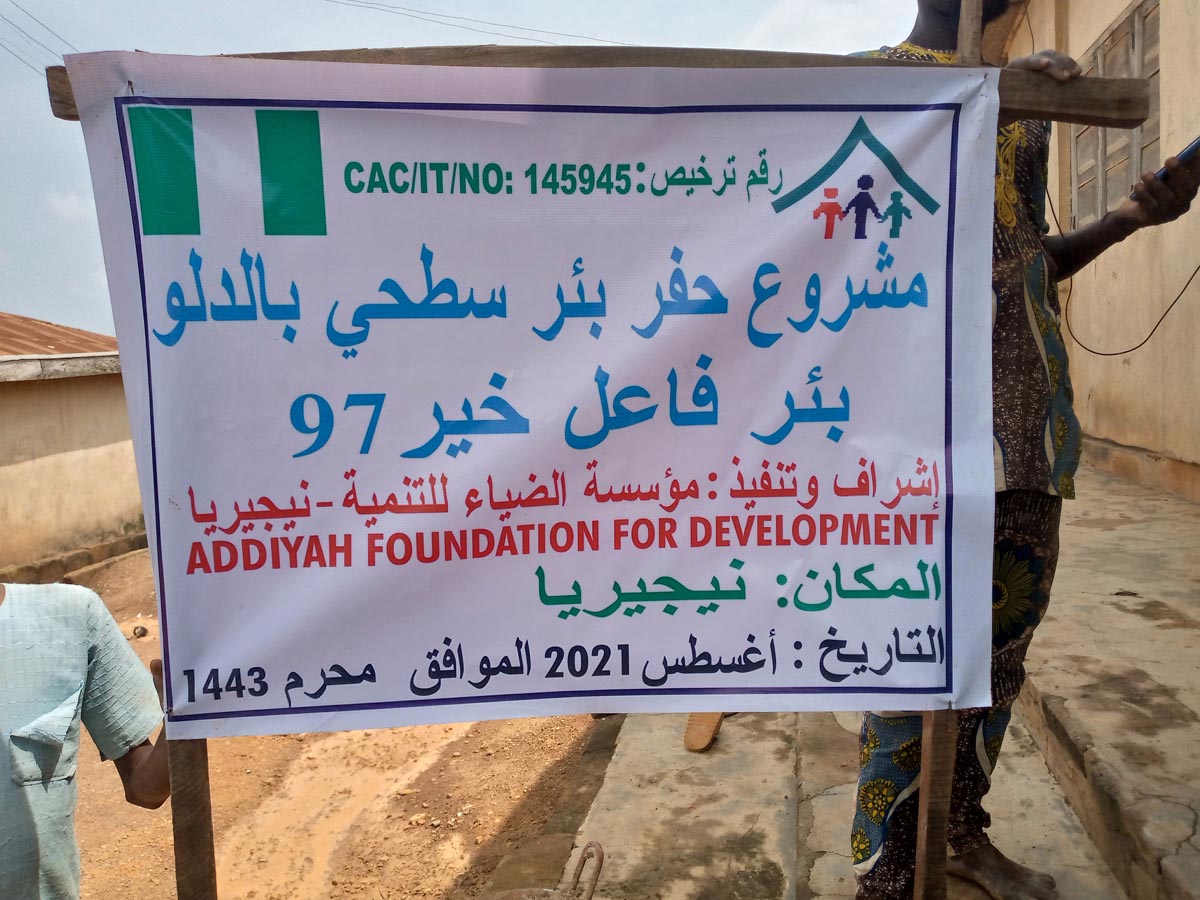 رقم ترخيص: CAC/IT/NO: 145945
مشروع حفر بئر سطحي بالدلو
بئر فاعل خير 97
إشراف وتنفيذ: مؤسسة الضياء للتنمية - نيجيريا
ADDIYAH FOUNDATION FOR DEVELOPMENT
المكان: نيجيريا
التاريخ: أغسطس 2021 الموافق محرم 1443